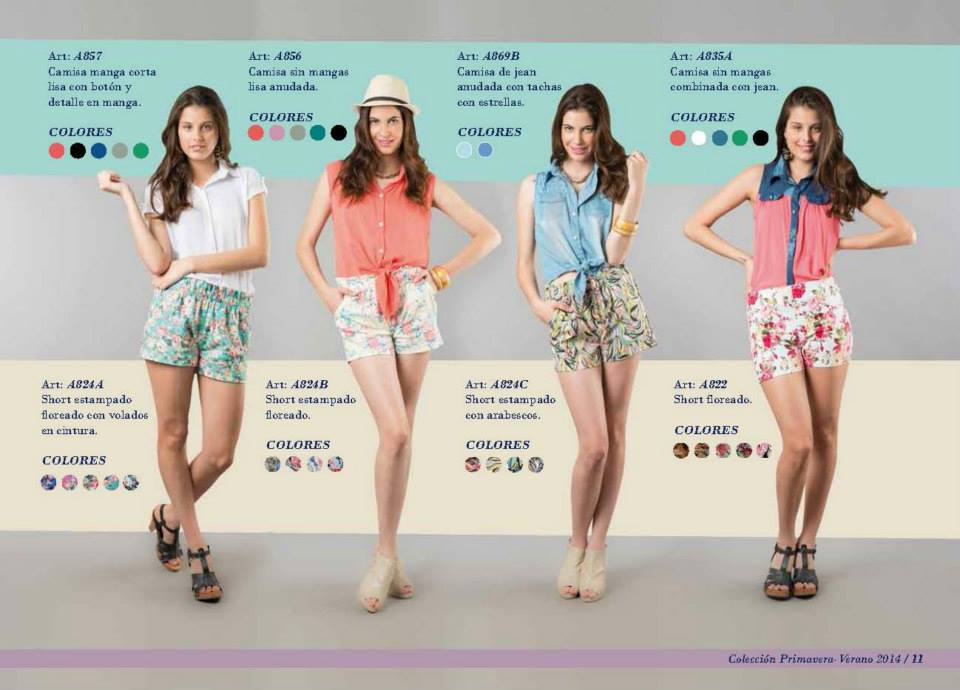 Art: A857
Camisa manga corta
lisa con botón y
detalle en manga.
COLORES
Art: A856
Camisa sin mangas
lisa anudada.
COLORES
Art: A869B
Camisa de jean
anudada con tachas
con estrellas.
COLORES
Art: A835A
Camisa sin mangas
combinada con jean.
COLORES
Art: A824A
Short estampado
floreado con volados
en cintura.
COLORES
Art: A824B
Short estampado
floreado.
COLORES
Art: A824C
Short estampado
con arabescos.
COLORES
Art: A822
Short floreado.
COLORES
Colección Primavera-Verano 2014 / 11